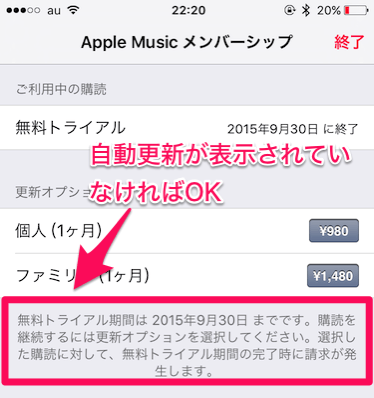 au 22:20 20%
Apple Music メンバーシップ 終了
ご利用中の購読
無料トライアル 2015年9月30日 に終了
自動更新が表示されてい
なければOK
更新オプション
個人 (1ヶ月) ¥980
ファミリ (1ヶ月) ¥1,480
無料トライアル期間は 2015年9月30日 までです。購読を
継続するには更新オプションを選択してください。選択し
た購読に対して、無料トライアル期間の完了時に請求が発
生します。